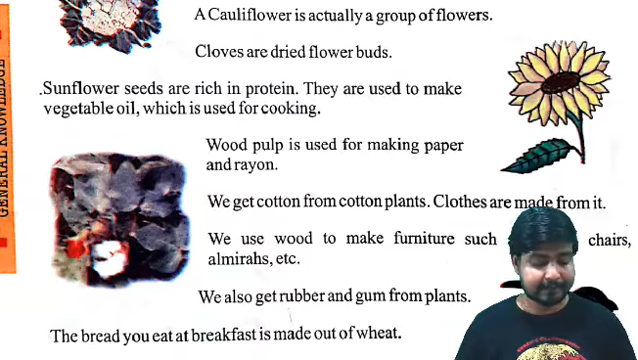 A Cauliflower is actually a group of flowers.
Cloves are dried flower buds.
.Sunflower seeds are rich in protein. They are used to make
vegetable oil, which is used for cooking.
Wood pulp is used for making paper
and rayon.
We get cotton from cotton plants. Clothes are made from it.
We use wood to make furniture such chairs,
almirahs, etc.
We also get rubber and gum from plants.
The bread you eat at breakfast is made out of wheat.
GENERAL KNOWLEDGE